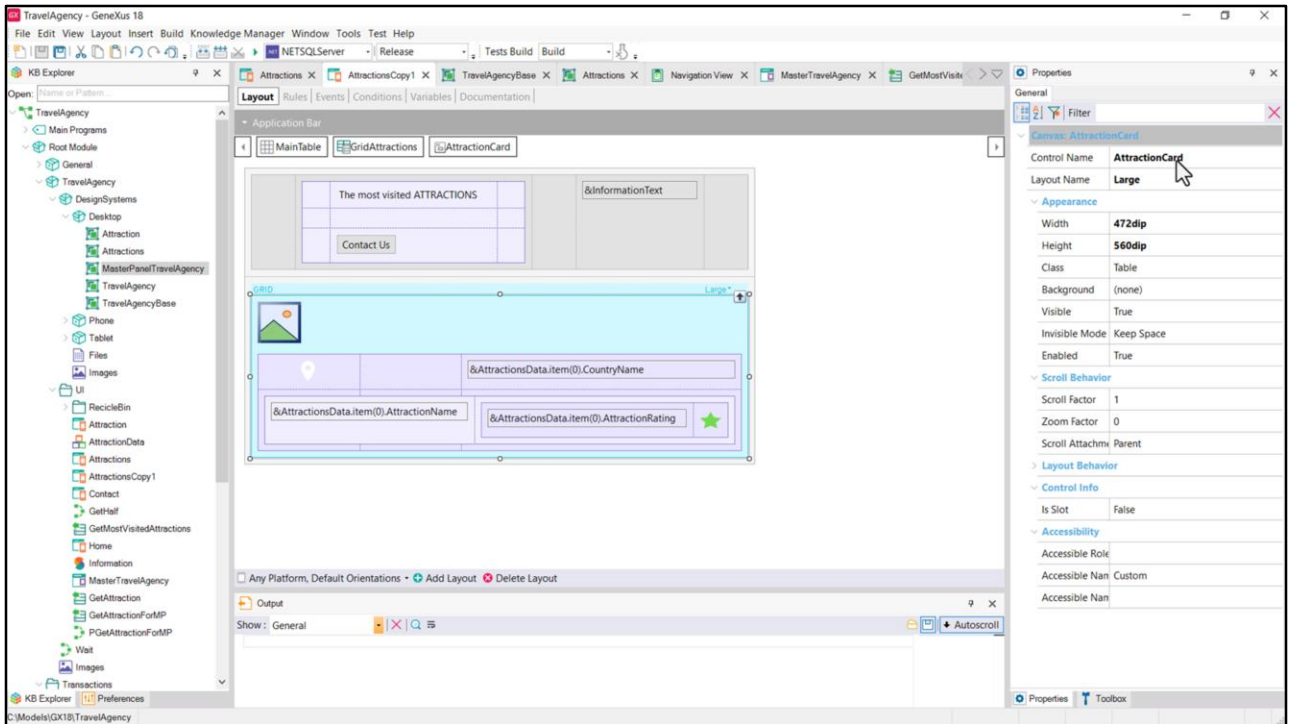 TravelAgency - GeneXus 18
File Edit View Layout Insert Build Knowledge Manager Window Tools Test Help
NETSQLServer Release Tests Build Build
KB Explorer
Open: Name or Pattern...
TravelAgency
Main Programs
Root Module
General
TravelAgency
DesignSystems
Desktop
Attraction
Attractions
MasterPanelTravelAgency
TravelAgency
TravelAgencyBase
Phone
Tablet
Files
Images
UI
RecicleBin
Attraction
AttractionData
Attractions
AttractionsCopy1
Contact
GetHalf
GetMostVisitedAttractions
Home
Information
MasterTravelAgency
GetAttraction
GetAttractionForMP
PGetAttractionForMP
Wait
Images
Transactions
KB Explorer Preferences
C:\Models\GX18\TravelAgency
Attractions X AttractionsCopy1 X TravelAgencyBase X Attractions X Navigation View X MasterTravelAgency X GetMostVisite
Layout Rules Events Conditions Variables Documentation
Application Bar
MainTable GridAttractions AttractionCard
The most visited ATTRACTIONS
&InformationText
Contact Us
GRID Large*
&AttractionsData.item(0).CountryName
&AttractionsData.item(0).AttractionName
&AttractionsData.item(0).AttractionRating
Any Platform, Default Orientations Add Layout Delete Layout
Output
Show: General Autoscroll
Properties
General
Filter
Canvas: AttractionCard
Control Name AttractionCard
Layout Name Large
Appearance
Width 472dip
Height 560dip
Class Table
Background (none)
Visible True
Invisible Mode Keep Space
Enabled True
Scroll Behavior
Scroll Factor 1
Zoom Factor 0
Scroll Attachme Parent
Layout Behavior
Control Info
Is Slot False
Accessibility
Accessible Role
Accessible Nam Custom
Accessible Nam
Properties Toolbox